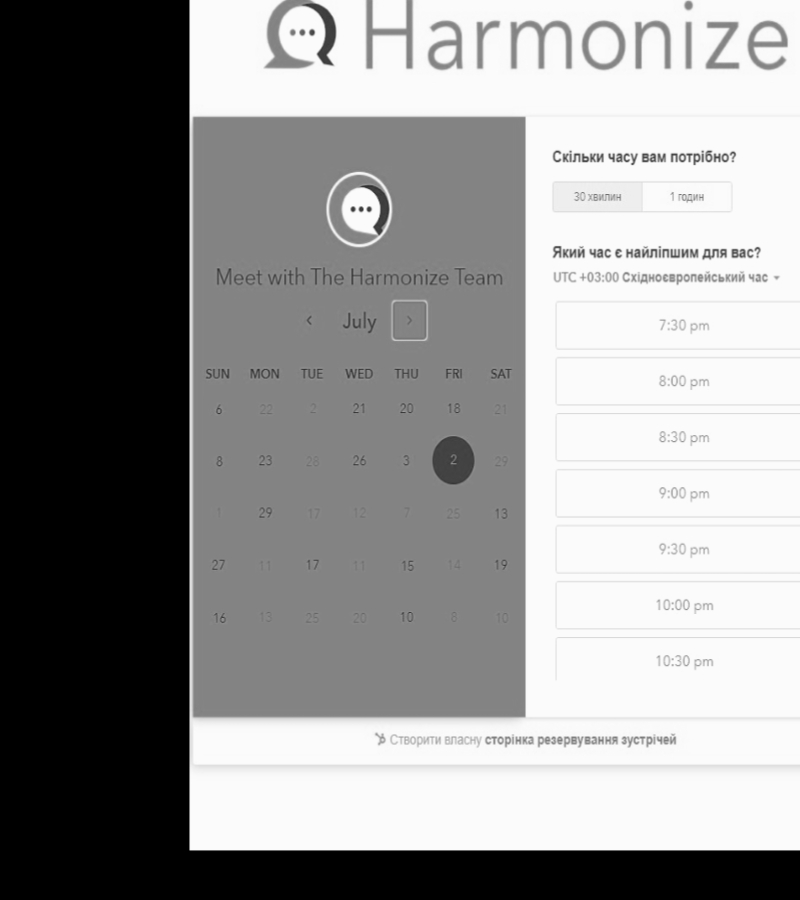 Harmonize
Meet with The Harmonize Team
July
SUN MON TUE WED THU FRI SAT
6 22 2 21 20 18 21
8 23 28 26 3 2 29
1 29 17 12 7 25 13
27 11 17 11 15 14 19
16 13 25 20 10 8 10
Скільки часу вам потрібно?
30 хвилин 1 годин
Який час є найліпшим для вас?
UTC +03:00 Східноєвропейський час
7:30 pm
8:00 pm
8:30 pm
9:00 pm
9:30 pm
10:00 pm
10:30 pm
Створити власну сторінка резервування зустрічей